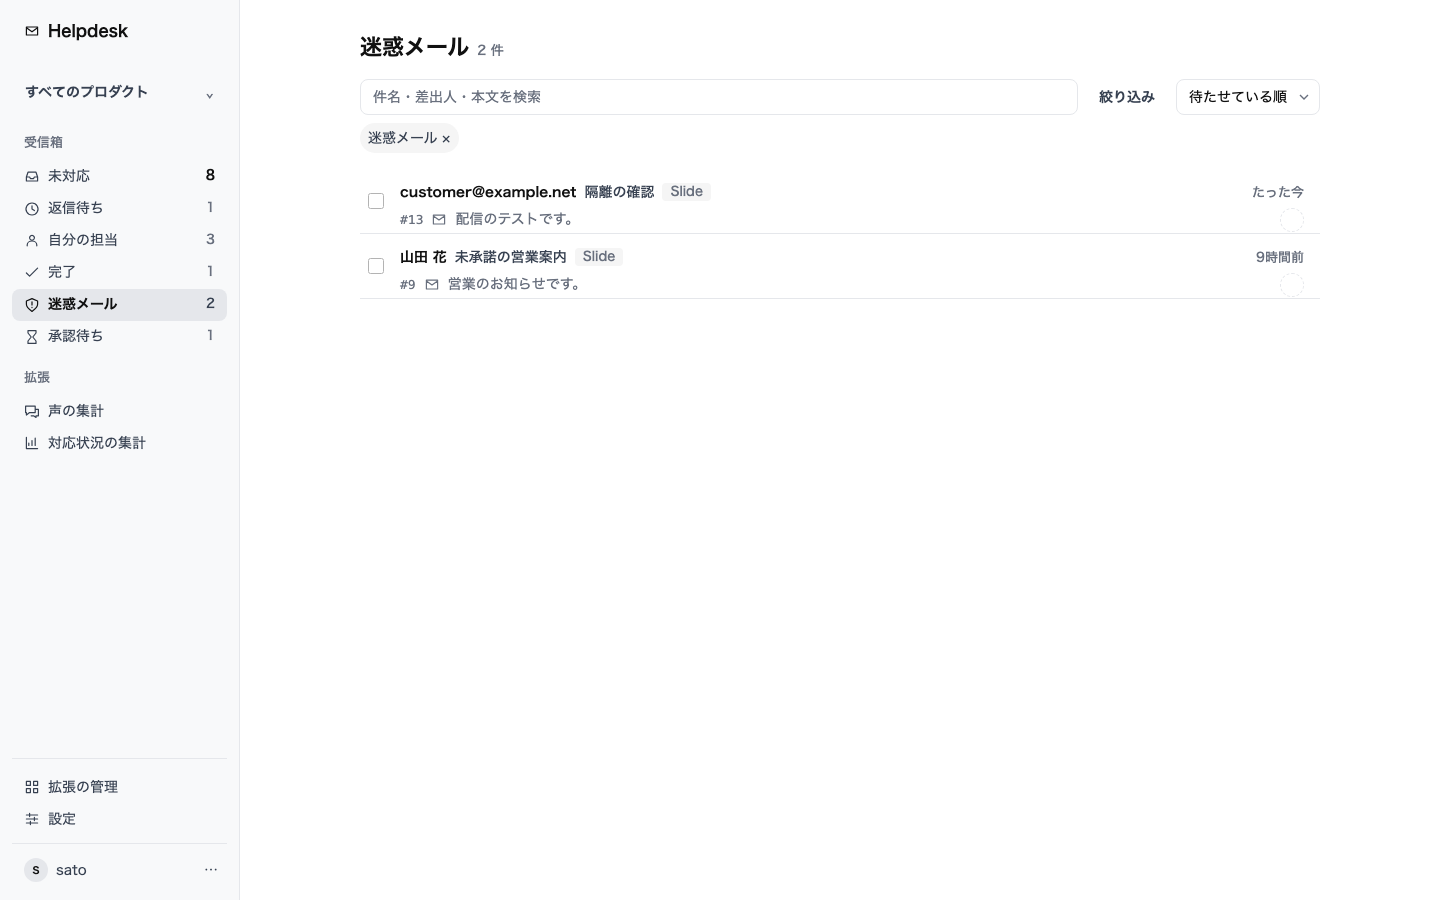 Helpdesk
すべてのプロダクト
受信箱
未対応 8
返信待ち 1
自分の担当 3
完了 1
迷惑メール 2
承認待ち 1
拡張
声の集計
対応状況の集計
拡張の管理
設定
S sato ...
迷惑メール 2 件
件名・差出人・本文を検索 絞り込み 待たせている順
迷惑メール ×
customer@example.net 隔離の確認 Slide たった今
#13 配信のテストです。
山田 花 未承諾の営業案内 Slide 9時間前
#9 営業のお知らせです。